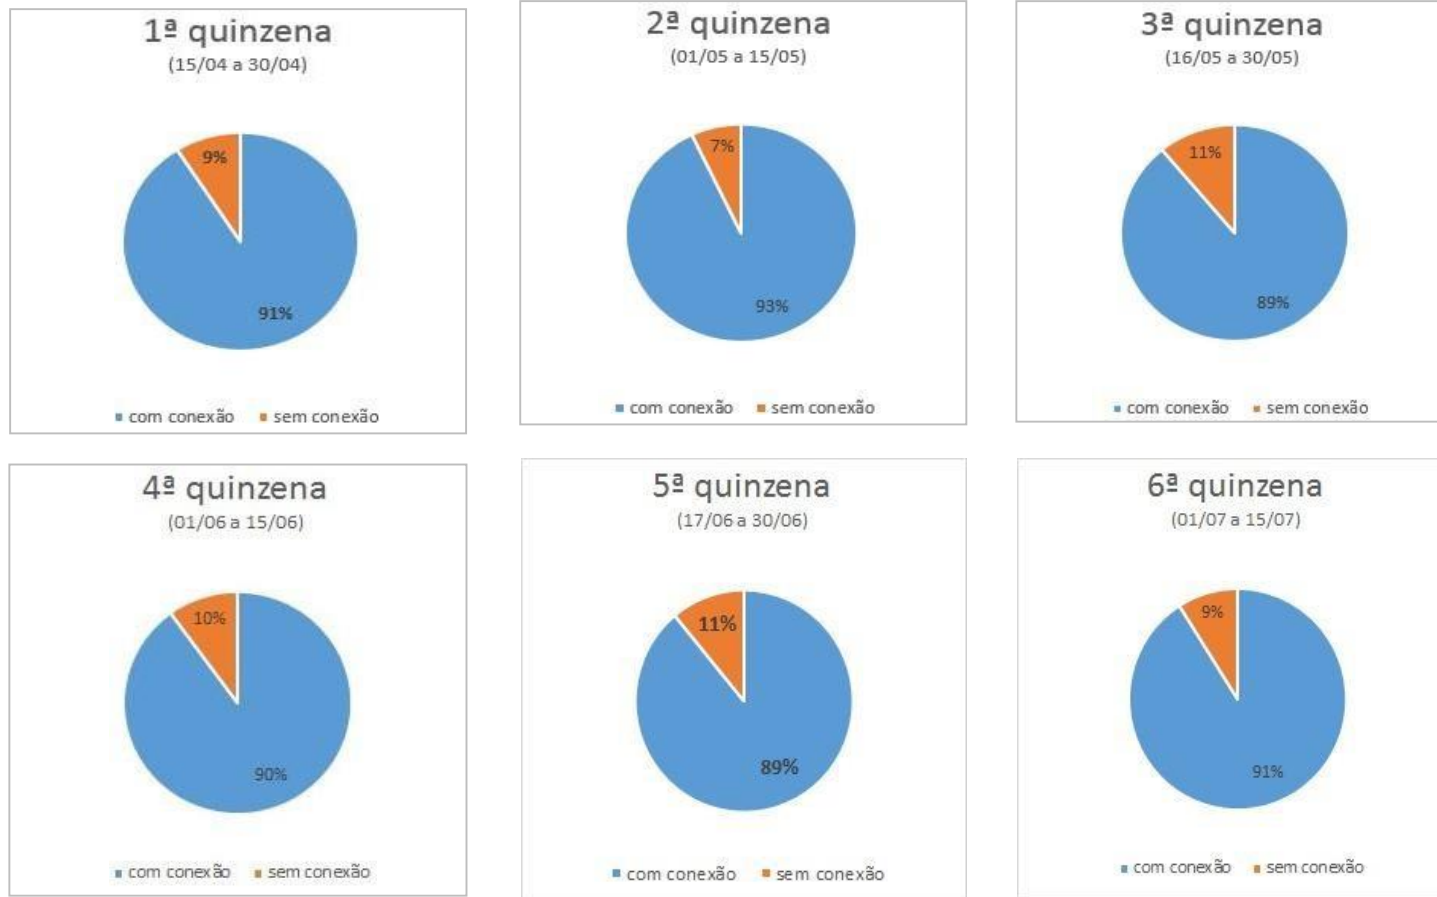 1ª quinzena
(15/04 a 30/04)
9%
91%
com conexão sem conexão
2ª quinzena
(01/05 a 15/05)
7%
93%
com conexão sem conexão
3ª quinzena
(16/05 a 30/05)
11%
89%
com conexão sem conexão
4ª quinzena
(01/06 a 15/06)
10%
90%
com conexão sem conexão
5ª quinzena
(17/06 a 30/06)
11%
89%
com conexão sem conexão
6ª quinzena
(01/07 a 15/07)
9%
91%
com conexão sem conexão